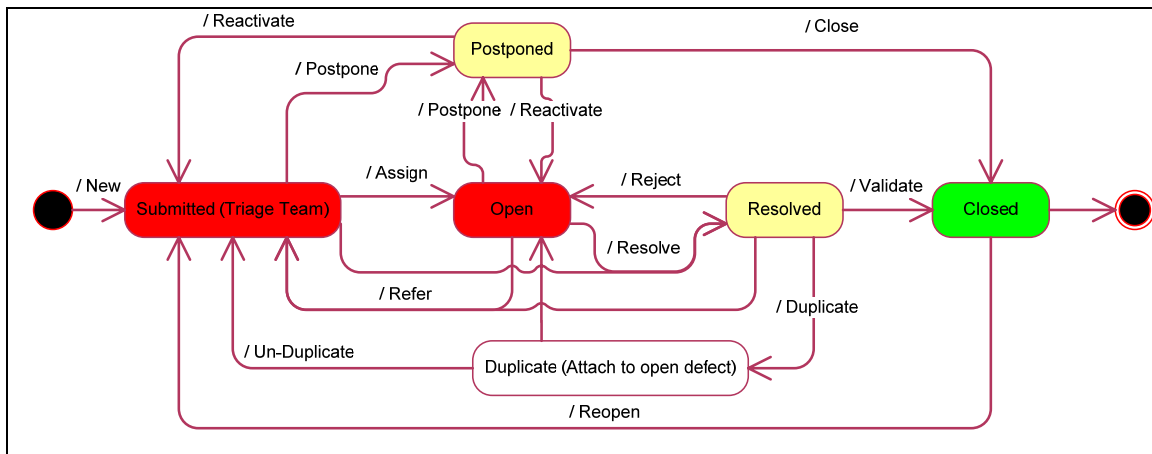 / Reactivate
/ Close
Postponed
/ Postpone
/ Postpone
/ Reactivate
/ New
/ Assign
/ Reject
/ Validate
Submitted (Triage Team)
Open
Resolved
Closed
/ Resolve
/ Refer
/ Duplicate
/ Un-Duplicate
Duplicate (Attach to open defect)
/ Reopen